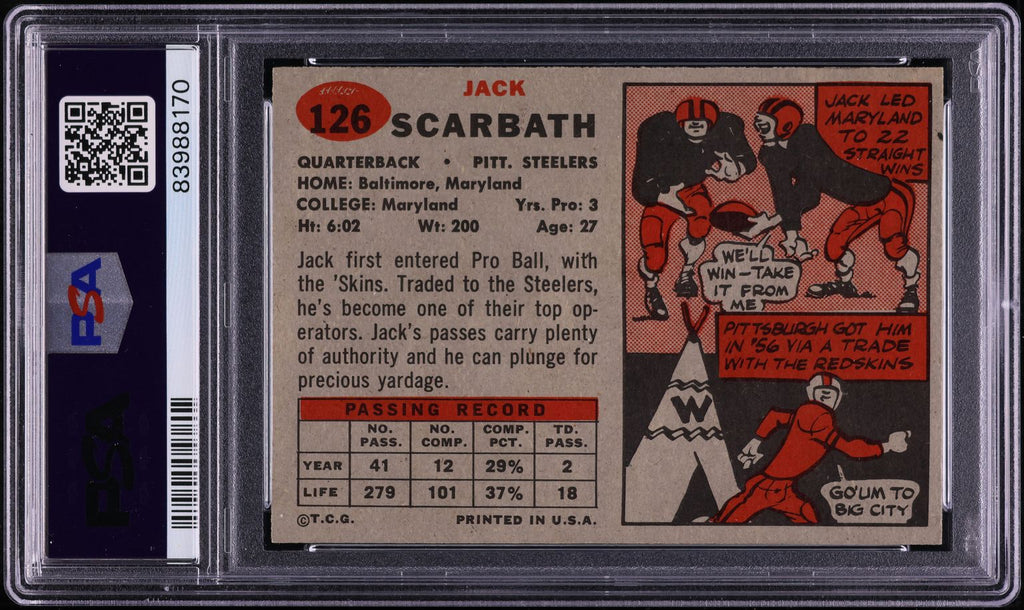 83988170
PSA
PSA
126
JACK
SCARBATH
QUARTERBACK • PITT. STEELERS
HOME: Baltimore, Maryland
COLLEGE: Maryland Yrs. Pro: 3
Ht: 6:02 Wt: 200 Age: 27
Jack first entered Pro Ball, with
the 'Skins. Traded to the Steelers,
he's become one of their top op-
erators. Jack's passes carry plenty
of authority and he can plunge for
precious yardage.
PASSING RECORD
NO. PASS. NO. COMP. COMP. PCT. TD. PASS.
YEAR 41 12 29% 2
LIFE 279 101 37% 18
©T.C.G. PRINTED IN U.S.A.
JACK LED
MARYLAND
TO 22
STRAIGHT
WINS
WE'LL
WIN-TAKE
IT FROM
ME!
PITTSBURGH GOT HIM
IN '56 VIA A TRADE
WITH THE REDSKINS
W
GO'UM TO
BIG CITY